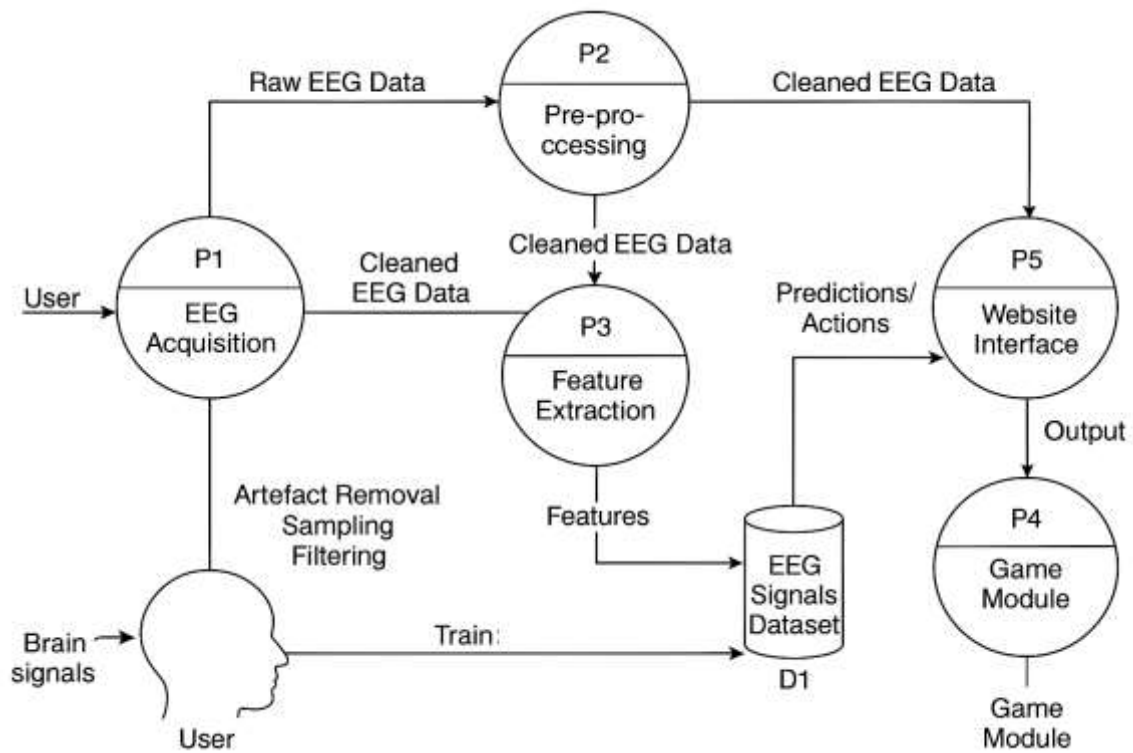 P2
Pre-pro-
ccessing
Raw EEG Data
Cleaned EEG Data
Cleaned EEG Data
P1
EEG
Acquisition
User
Cleaned
EEG Data
P3
Feature
Extraction
Predictions/
Actions
P5
Website
Interface
Output
Artefact Removal
Sampling
Filtering
Features
EEG
Signals
Dataset
D1
P4
Game
Module
Brain
signals
Train:
User
Game
Module